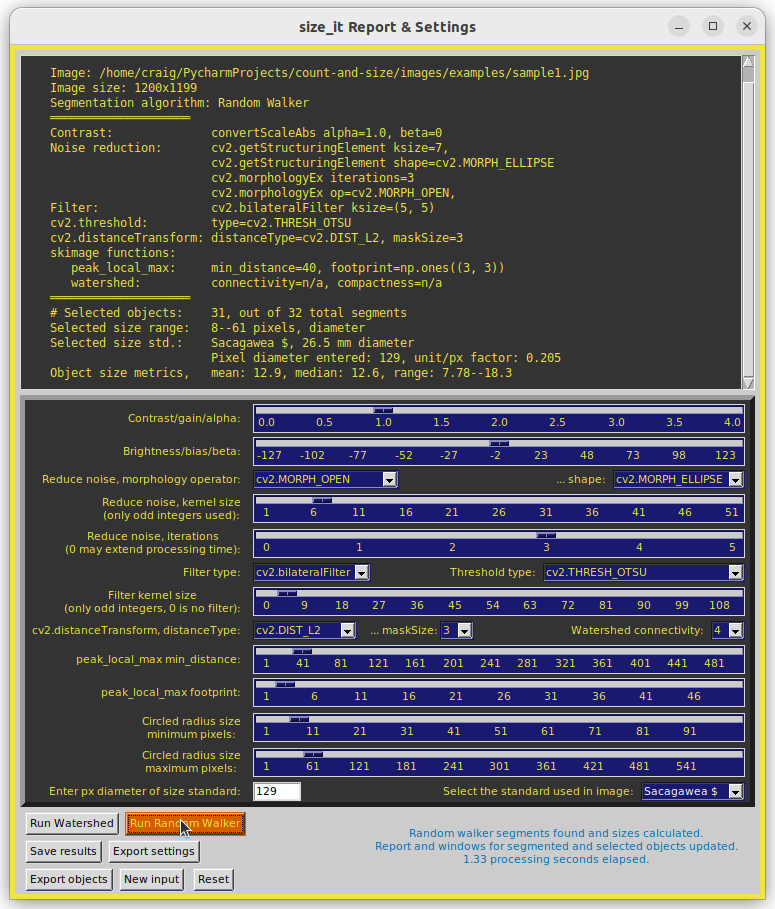 size_it Report & Settings
Image: /home/craig/PycharmProjects/count-and-size/images/examples/sample1.jpg
Image size: 1200x1199
Segmentation algorithm: Random Walker
════════════════════
Contrast: convertScaleAbs alpha=1.0, beta=0
Noise reduction: cv2.getStructuringElement ksize=7,
cv2.getStructuringElement shape=cv2.MORPH_ELLIPSE
cv2.morphologyEx iterations=3
cv2.morphologyEx op=cv2.MORPH_OPEN,
Filter: cv2.bilateralFilter ksize=(5, 5)
cv2.threshold: type=cv2.THRESH_OTSU
cv2.distanceTransform: distanceType=cv2.DIST_L2, maskSize=3
skimage functions:
peak_local_max: min_distance=40, footprint=np.ones((3, 3))
watershed: connectivity=n/a, compactness=n/a
════════════════════
# Selected objects: 31, out of 32 total segments
Selected size range: 8--61 pixels, diameter
Selected size std.: Sacagawea $, 26.5 mm diameter
Pixel diameter entered: 129, unit/px factor: 0.205
Object size metrics, mean: 12.9, median: 12.6, range: 7.78--18.3
Contrast/gain/alpha: 0.0 0.5 1.0 1.5 2.0 2.5 3.0 3.5 4.0
Brightness/bias/beta: -127 -102 -77 -52 -27 -2 23 48 73 98 123
Reduce noise, morphology operator: cv2.MORPH_OPEN ... shape: cv2.MORPH_ELLIPSE
Reduce noise, kernel size
(only odd integers used): 1 6 11 16 21 26 31 36 41 46 51
Reduce noise, iterations
(0 may extend processing time): 0 1 2 3 4 5
Filter type: cv2.bilateralFilter Threshold type: cv2.THRESH_OTSU
Filter kernel size
(only odd integers, 0 is no filter): 0 9 18 27 36 45 54 63 72 81 90 99 108
cv2.distanceTransform, distanceType: cv2.DIST_L2 ... maskSize: 3 Watershed connectivity: 4
peak_local_max min_distance: 1 41 81 121 161 201 241 281 321 361 401 441 481
peak_local_max footprint: 1 6 11 16 21 26 31 36 41 46
Circled radius size
minimum pixels: 1 11 21 31 41 51 61 71 81 91
Circled radius size
maximum pixels: 1 61 121 181 241 301 361 421 481 541
Enter px diameter of size standard: 129 Select the standard used in image: Sacagawea $
Run Watershed Run Random Walker
Save results Export settings
Export objects New input Reset
Random walker segments found and sizes calculated.
Report and windows for segmented and selected objects updated.
1.33 processing seconds elapsed.